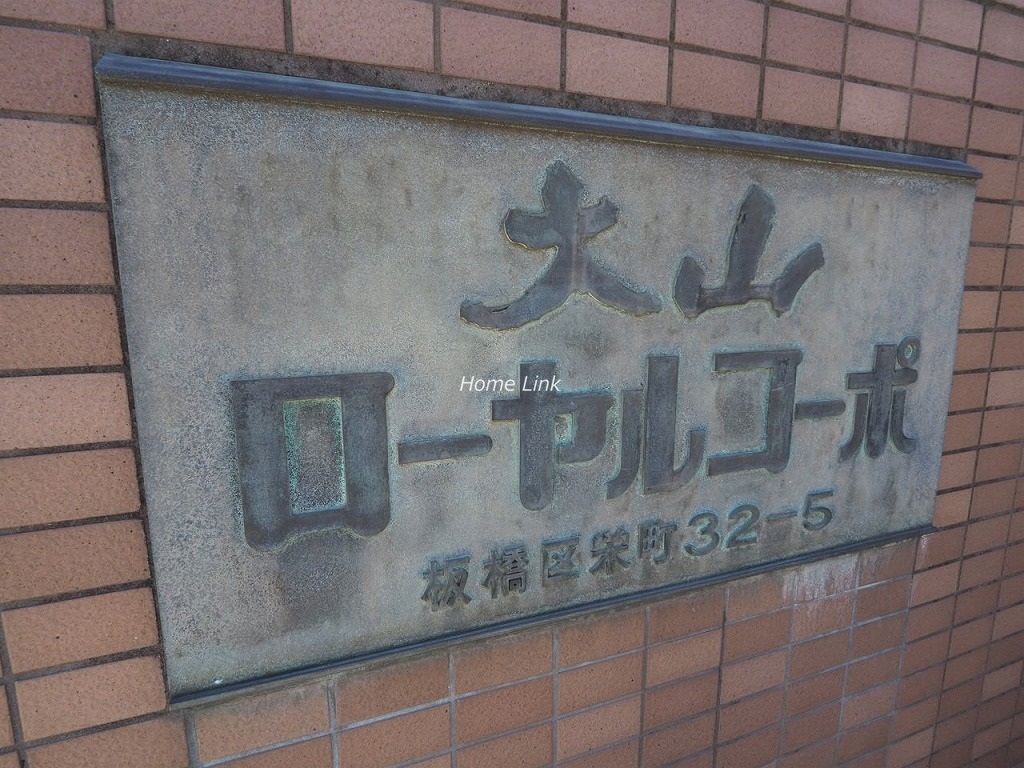 大山
ローヤルコーポ
Home Link
板橋区栄町32-5